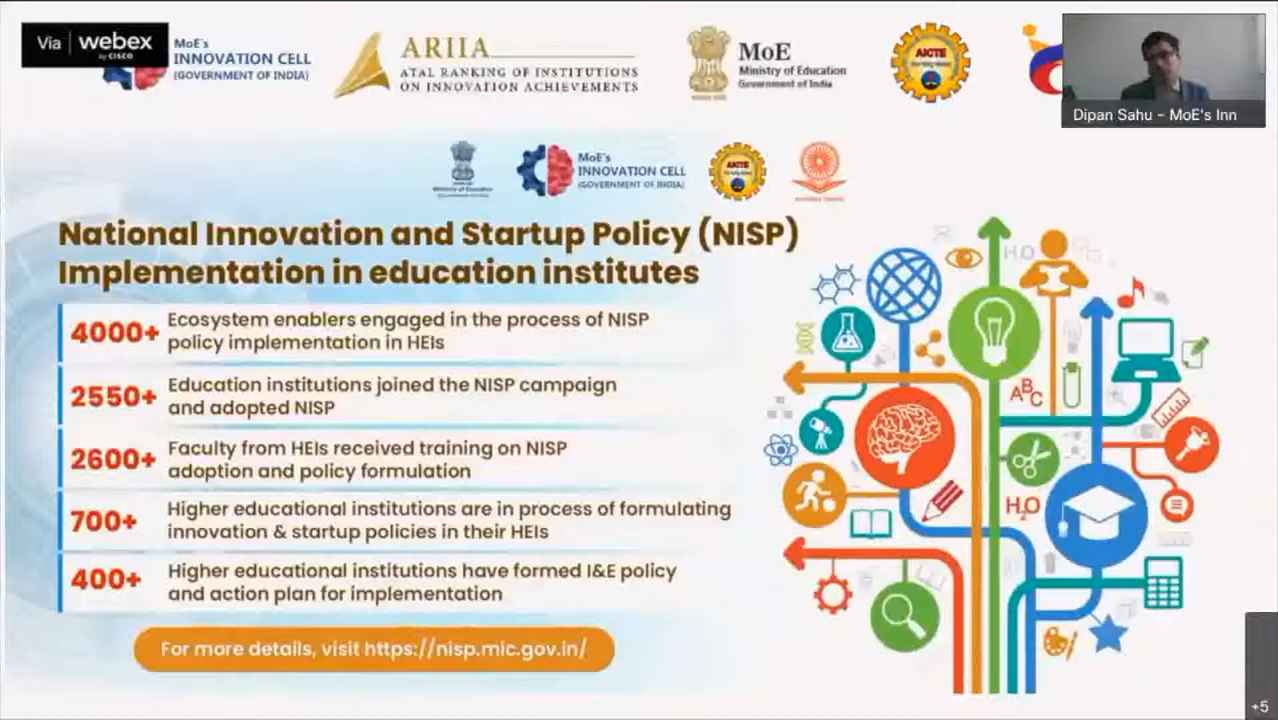 Via webex
by CISCO
MoE's
INNOVATION CELL
(GOVERNMENT OF INDIA)
ARIIA
ATAL RANKING OF INSTITUTIONS
ON INNOVATION ACHIEVEMENTS
MoE
Ministry of Education
Government of India
AICTE
Dipan Sahu - MoE's Inn
Ministry of Education
MoE's
INNOVATION CELL
(GOVERNMENT OF INDIA)
AICTE
National Innovation and Startup Policy (NISP)
Implementation in education institutes
4000+ Ecosystem enablers engaged in the process of NISP
policy implementation in HEIs
2550+ Education institutions joined the NISP campaign
and adopted NISP
2600+ Faculty from HEIs received training on NISP
adoption and policy formulation
700+ Higher educational institutions are in process of formulating
innovation & startup policies in their HEIs
400+ Higher educational institutions have formed I&E policy
and action plan for implementation
For more details, visit https://nisp.mic.gov.in/
H2O
ABC
H2O
+5